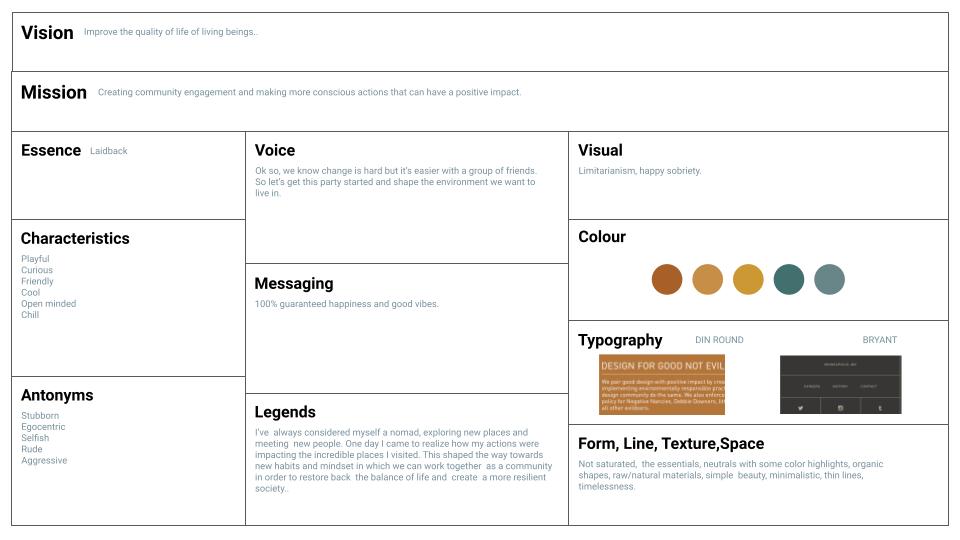 Vision Improve the quality of life of living beings..
Mission Creating community engagement and making more conscious actions that can have a positive impact.
Essence Laidback
Characteristics
Playful
Curious
Friendly
Cool
Open minded
Chill
Antonyms
Stubborn
Egocentric
Selfish
Rude
Aggressive
Voice
Ok so, we know change is hard but it's easier with a group of friends.
So let's get this party started and shape the environment we want to
live in.
Messaging
100% guaranteed happiness and good vibes.
Legends
I've always considered myself a nomad, exploring new places and
meeting new people. One day I came to realize how my actions were
impacting the incredible places I visited. This shaped the way towards
new habits and mindset in which we can work together as a community
in order to restore back the balance of life and create a more resilient
society..
Visual
Limitarianism, happy sobriety.
Colour
Typography DIN ROUND BRYANT
DESIGN FOR GOOD NOT EVIL
We pair good design with positive impact by
implementing environmentally responsible
community do the same. We also
policy for Negative Nancies, Debbie Downers,
all other evildoers.
HISTORY CONTACT
Form, Line, Texture,Space
Not saturated, the essentials, neutrals with some color highlights, organic
shapes, raw/natural materials, simple beauty, minimalistic, thin lines,
timelessness.